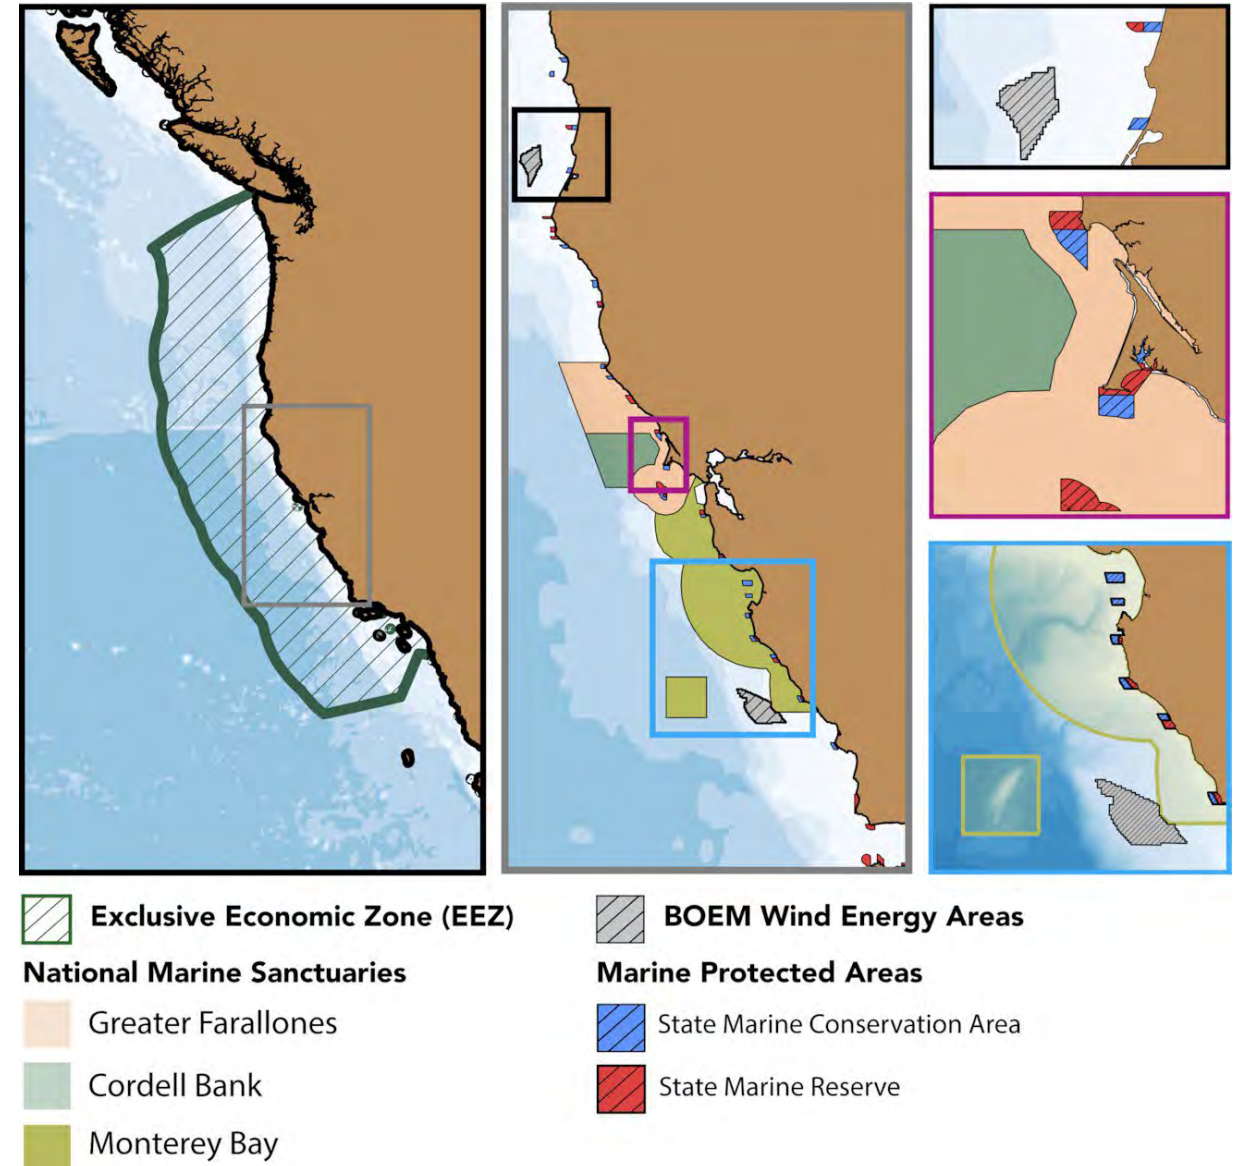 Exclusive Economic Zone (EEZ)
National Marine Sanctuaries
Greater Farallones
Cordell Bank
Monterey Bay
BOEM Wind Energy Areas
Marine Protected Areas
State Marine Conservation Area
State Marine Reserve